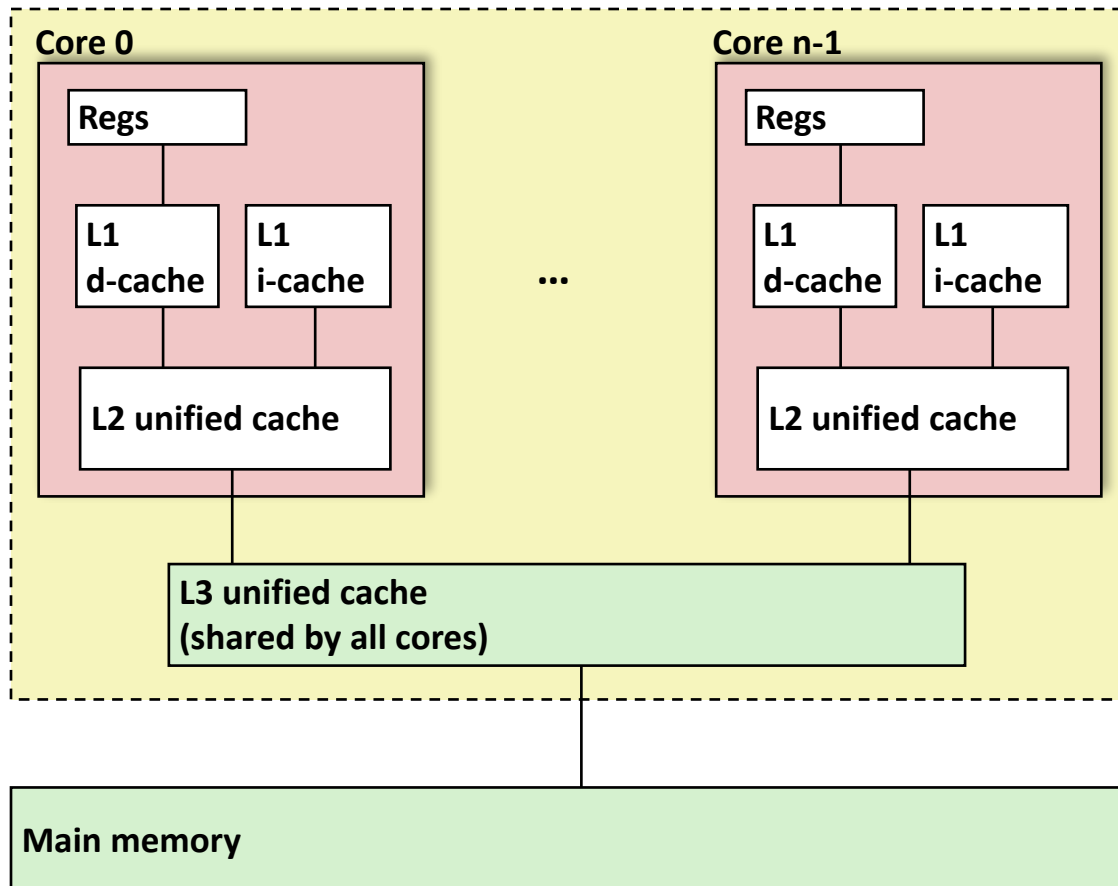 Core 0
Core n-1
Regs
Regs
L1
d-cache
L1
i-cache
...
L1
d-cache
L1
i-cache
L2 unified cache
L2 unified cache
L3 unified cache
(shared by all cores)
Main memory